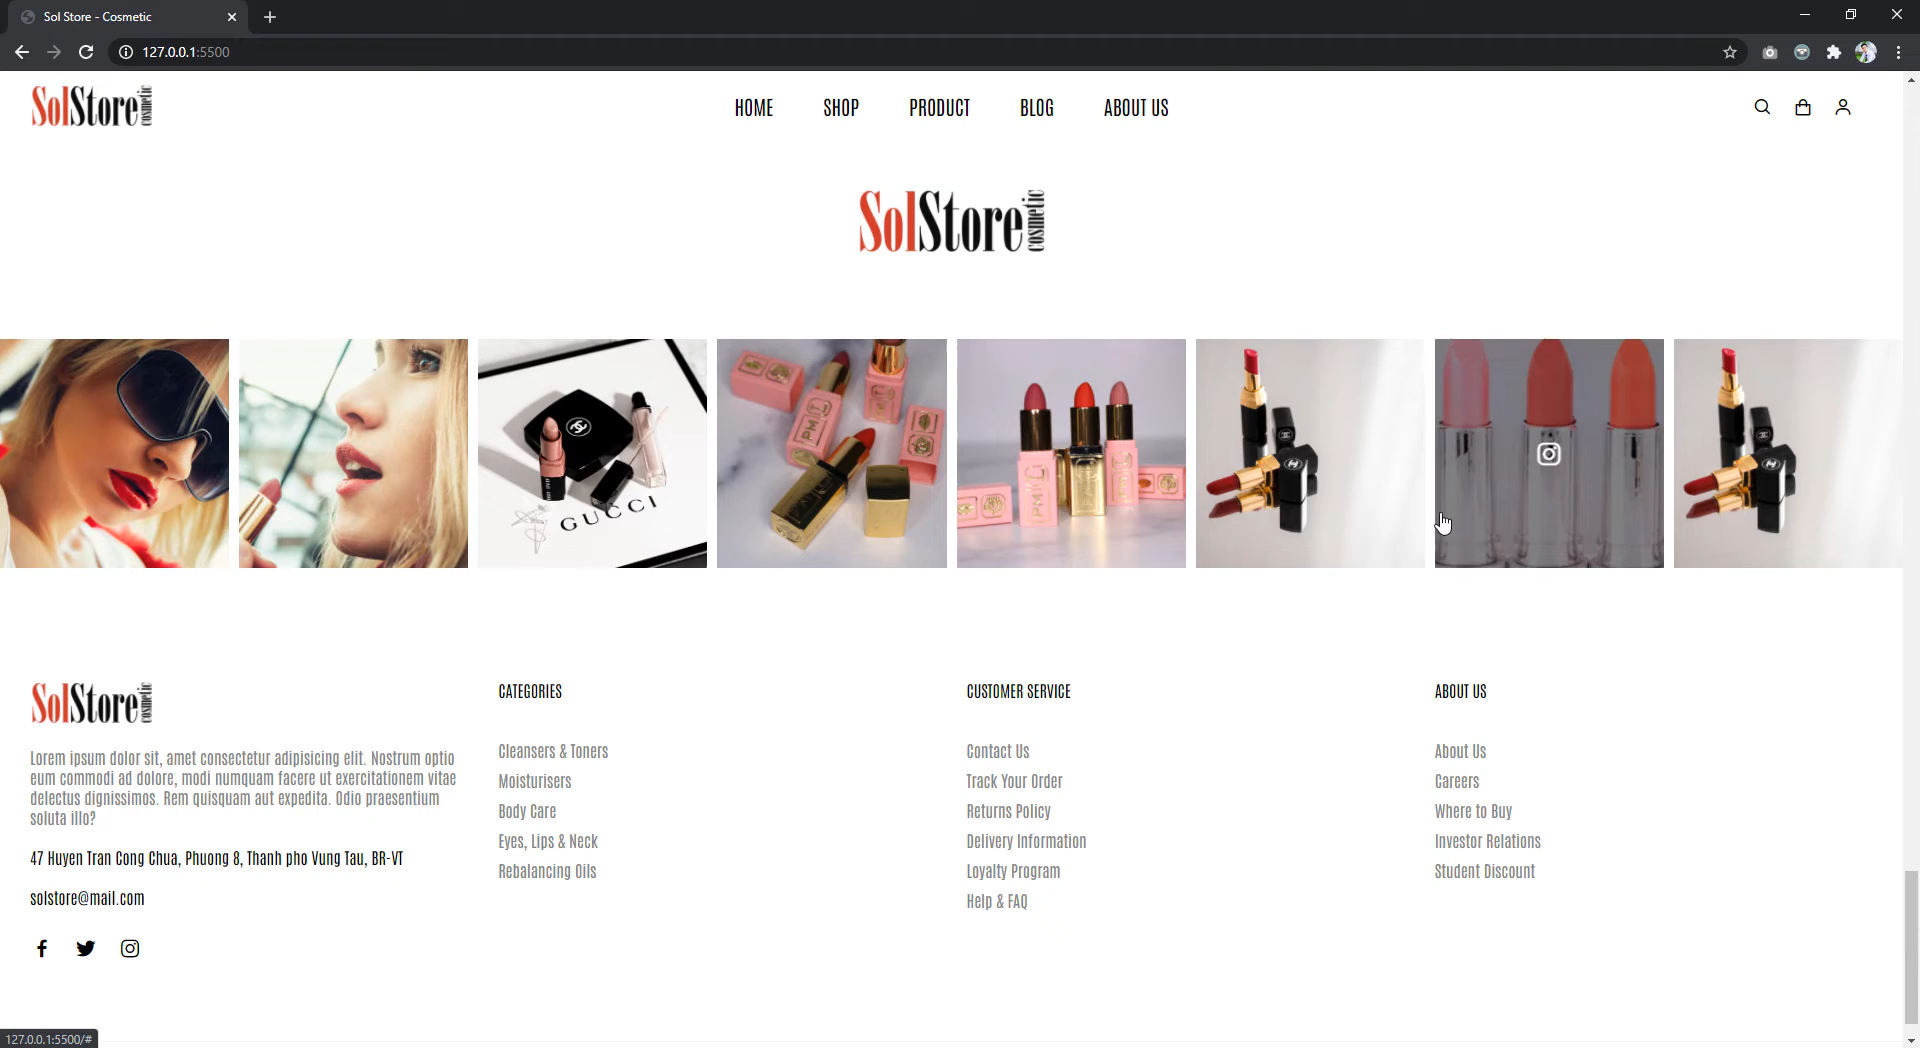 Sol Store - Cosmetic
127.0.0.1:5500
SolStore cosmetic
HOME SHOP PRODUCT BLOG ABOUT US
SolStore cosmetic
GUCCI
SolStore cosmetic
Lorem ipsum dolor sit, amet consectetur adipisicing elit. Nostrum optio
eum commodi ad dolore, modi numquam facere ut exercitationem vitae
delectus dignissimos. Rem quisquam aut expedita. Odio praesentium
soluta illo?
47 Huyen Tran Cong Chua, Phuong 8, Thanh pho Vung Tau, BR-VT
solstore@mail.com
CATEGORIES
Cleansers & Toners
Moisturisers
Body Care
Eyes, Lips & Neck
Rebalancing Oils
CUSTOMER SERVICE
Contact Us
Track Your Order
Returns Policy
Delivery Information
Loyalty Program
Help & FAQ
ABOUT US
About Us
Careers
Where to Buy
Investor Relations
Student Discount
127.0.0.1:5500/#